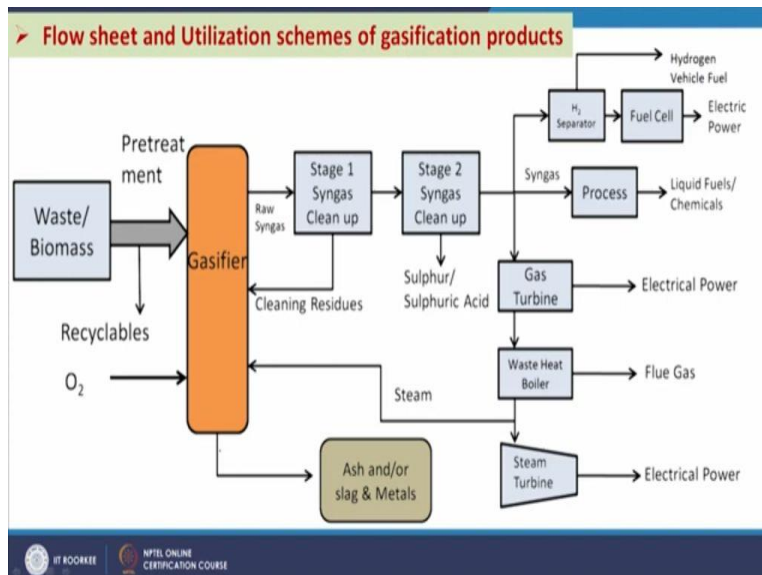 Flow sheet and Utilization schemes of gasification products
Hydrogen
Vehicle Fuel
H2
Separator
Fuel Cell
Electric
Power
Pretreat
ment
Waste/
Biomass
Gasifier
Raw
Syngas
Stage 1
Syngas
Clean up
Stage 2
Syngas
Clean up
Syngas
Process
Liquid Fuels/
Chemicals
Recyclables
Cleaning Residues
Sulphur/
Sulphuric Acid
Gas
Turbine
Electrical Power
O2
Steam
Waste Heat
Boiler
Flue Gas
Ash and/or
slag & Metals
Steam
Turbine
Electrical Power
IIT ROORKEE
NPTEL ONLINE
CERTIFICATION COURSE